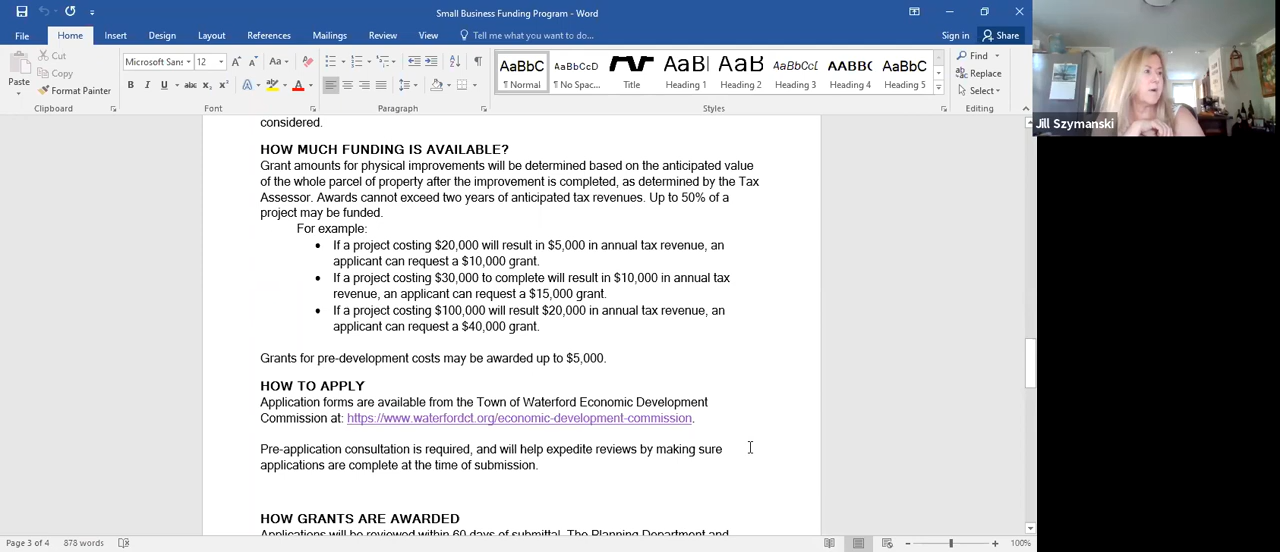 Small Business Funding Program - Word
File Home Insert Design Layout References Mailings Review View Tell me what you want to do... Sign in Share
Cut
Copy
Format Painter
Paste
Clipboard
Microsoft Sans 12
Font
Paragraph
AaBbC AaBbCcD AaBl AaB AaBbCcl AABBC AaBbC
¶ Normal ¶ No Spac... Title Heading 1 Heading 2 Heading 3 Heading 4 Heading 5
Styles
Find
Replace
Select
Editing
Jill Szymanski
considered.
HOW MUCH FUNDING IS AVAILABLE?
Grant amounts for physical improvements will be determined based on the anticipated value
of the whole parcel of property after the improvement is completed, as determined by the Tax
Assessor. Awards cannot exceed two years of anticipated tax revenues. Up to 50% of a
project may be funded.
For example:
• If a project costing $20,000 will result in $5,000 in annual tax revenue, an
applicant can request a $10,000 grant.
• If a project costing $30,000 to complete will result in $10,000 in annual tax
revenue, an applicant can request a $15,000 grant.
• If a project costing $100,000 will result $20,000 in annual tax revenue, an
applicant can request a $40,000 grant.
Grants for pre-development costs may be awarded up to $5,000.
HOW TO APPLY
Application forms are available from the Town of Waterford Economic Development
Commission at: https://www.waterfordct.org/economic-development-commission.
Pre-application consultation is required, and will help expedite reviews by making sure
applications are complete at the time of submission.
HOW GRANTS ARE AWARDED
Applications will be reviewed within 60 days of submittal. The Planning Department and
Page 3 of 4 878 words 100%